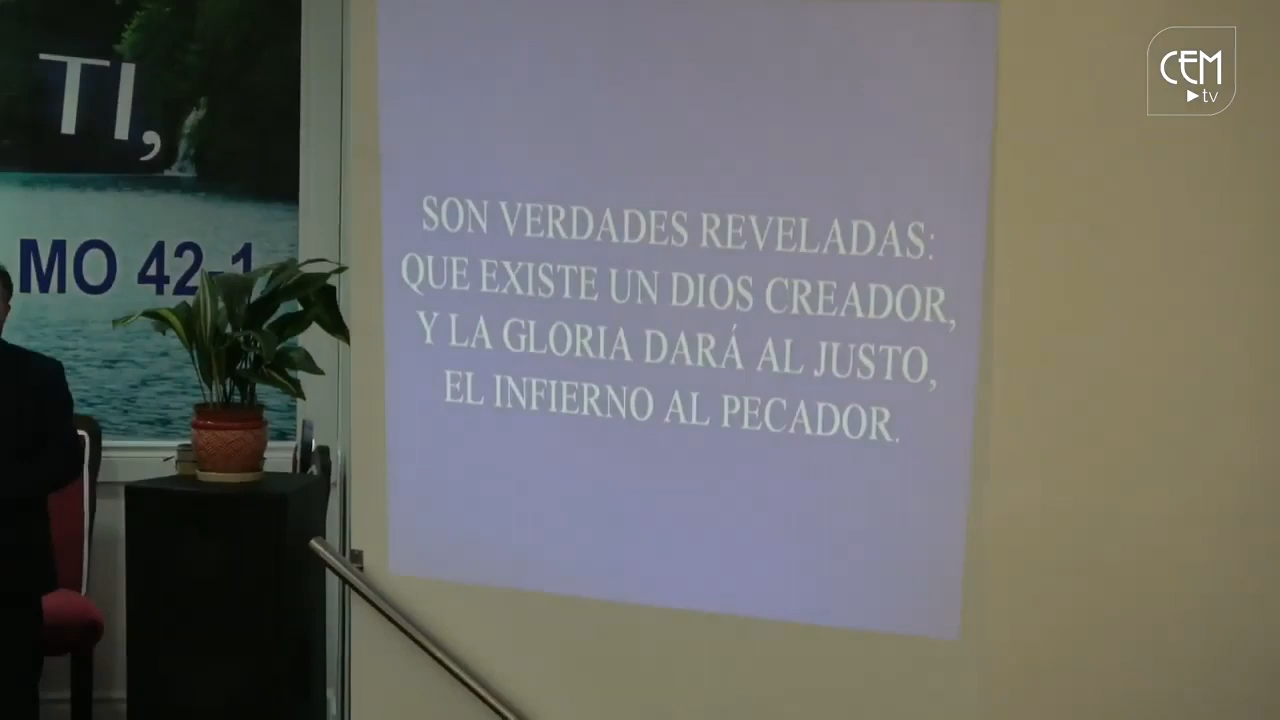 TI,
MO 42-1
SON VERDADES REVELADAS:
QUE EXISTE UN DIOS CREADOR,
Y LA GLORIA DARÁ AL JUSTO,
EL INFIERNO AL PECADOR.
CEM
tv